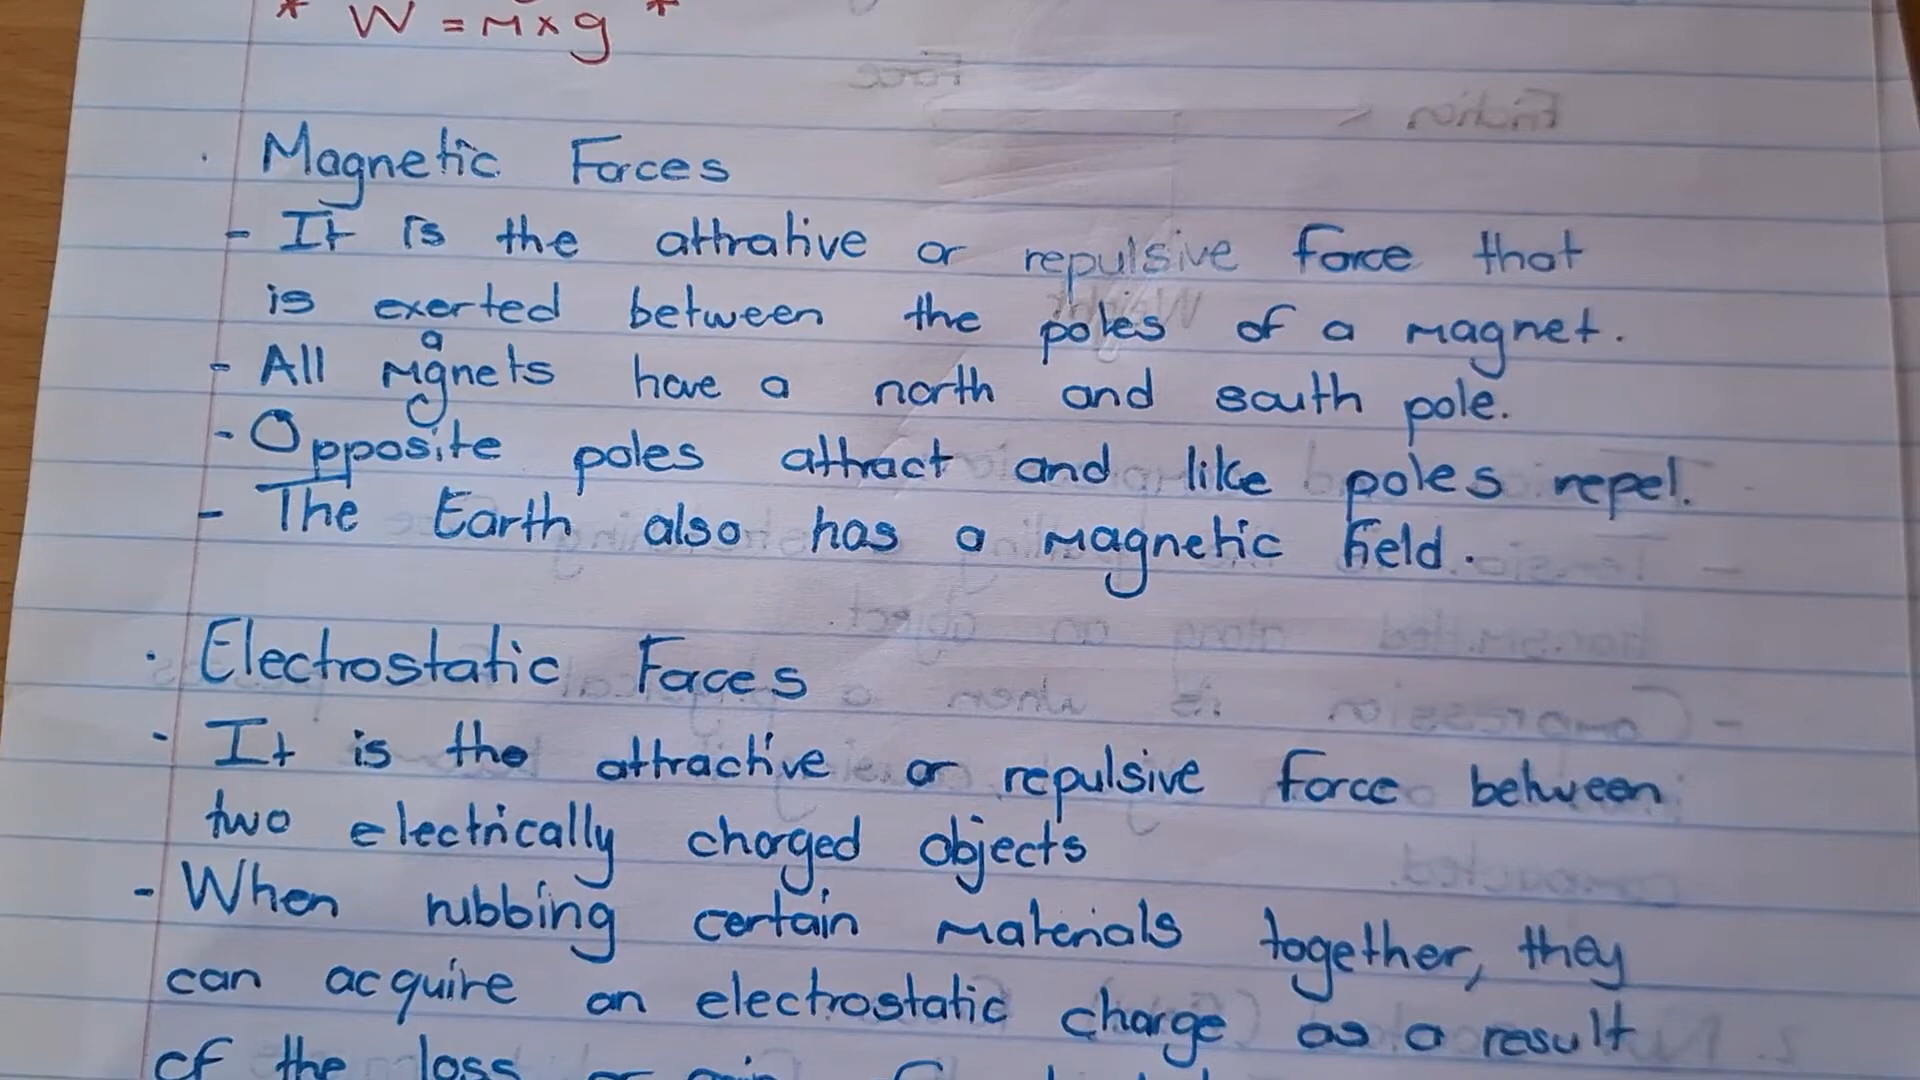 * W = M x g *
· Magnetic Forces
- It is the attrative or repulsive force that
is exerted between the poles of a magnet.
- All magnets have a north and south pole.
- Opposite poles attract and like poles repel.
- The Earth also has a magnetic field.
· Electrostatic Forces
- It is the attractive or repulsive force between
two electrically charged objects
- When rubbing certain materials together, they
can acquire an electrostatic charge as a result
of the loss or gain of